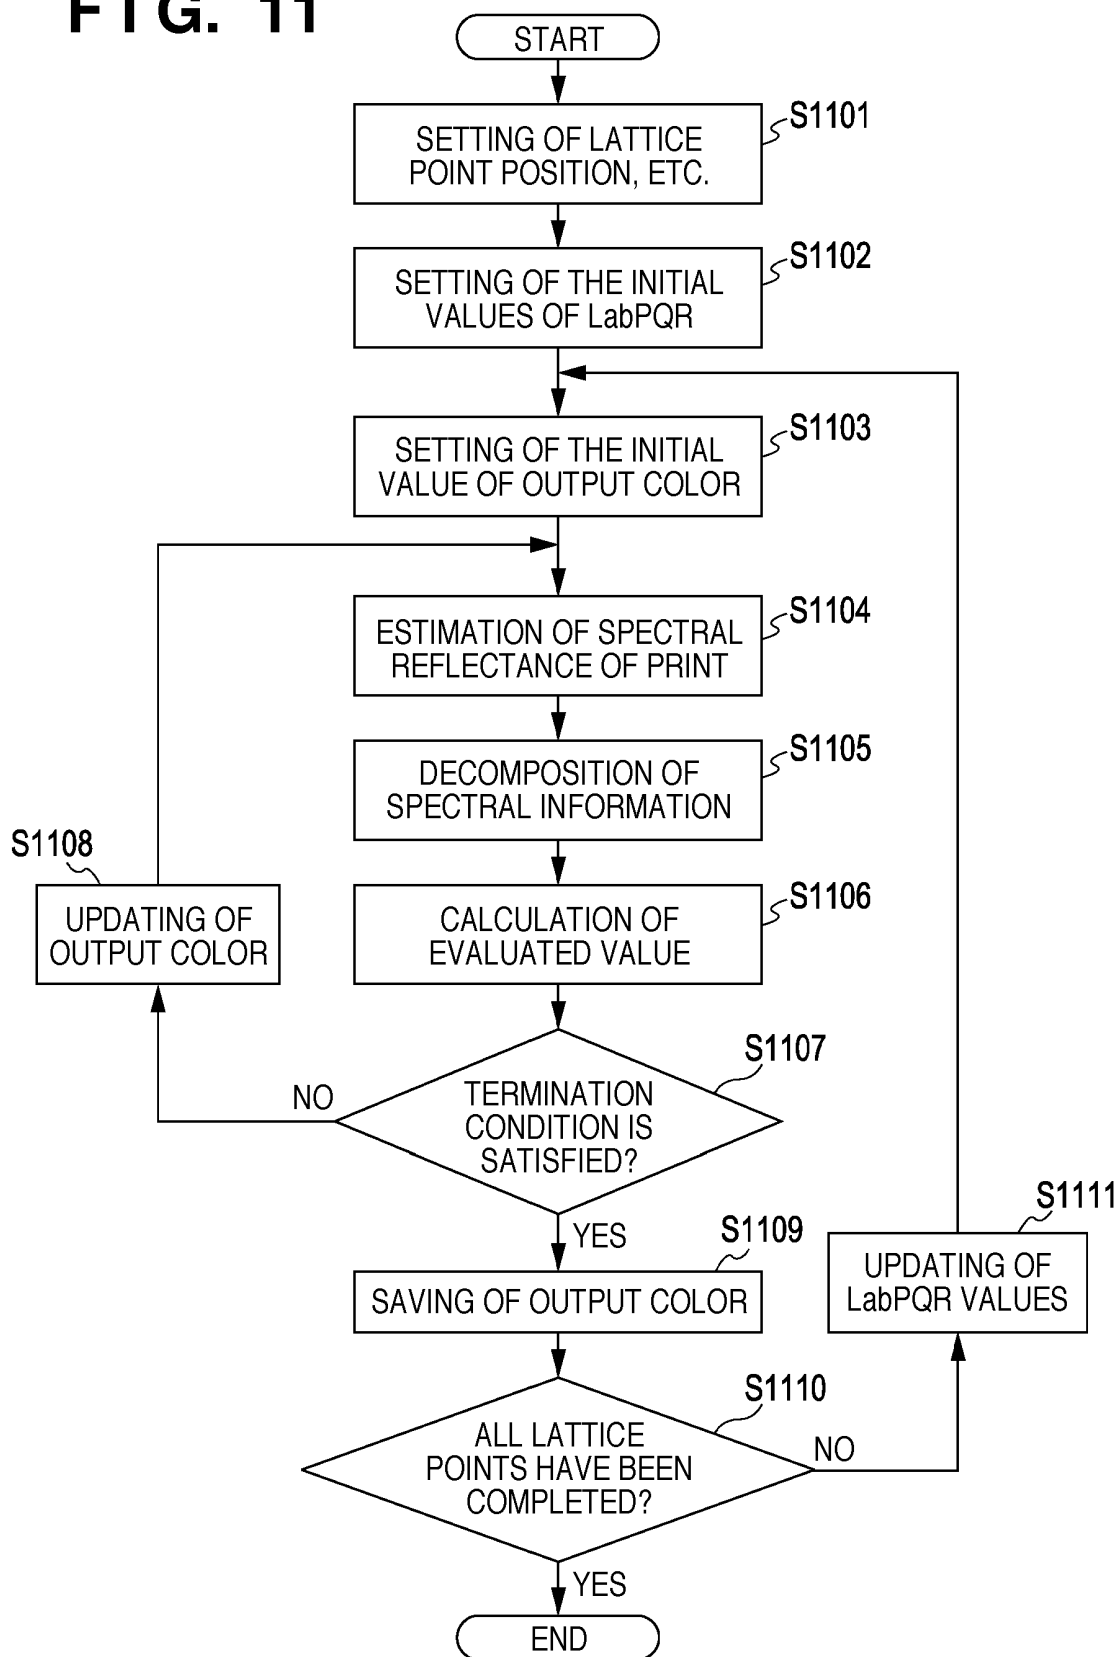 FIG. 11
START
SETTING OF LATTICE
POINT POSITION, ETC.
S1101
SETTING OF THE INITIAL
VALUES OF LabPQR
S1102
SETTING OF THE INITIAL
VALUE OF OUTPUT COLOR
S1103
ESTIMATION OF SPECTRAL
REFLECTANCE OF PRINT
S1104
DECOMPOSITION OF
SPECTRAL INFORMATION
S1105
S1108
UPDATING OF
OUTPUT COLOR
CALCULATION OF
EVALUATED VALUE
S1106
S1107
NO
TERMINATION
CONDITION IS
SATISFIED?
YES
S1109
SAVING OF OUTPUT COLOR
S1111
UPDATING OF
LabPQR VALUES
S1110
ALL LATTICE
POINTS HAVE BEEN
COMPLETED?
NO
YES
END